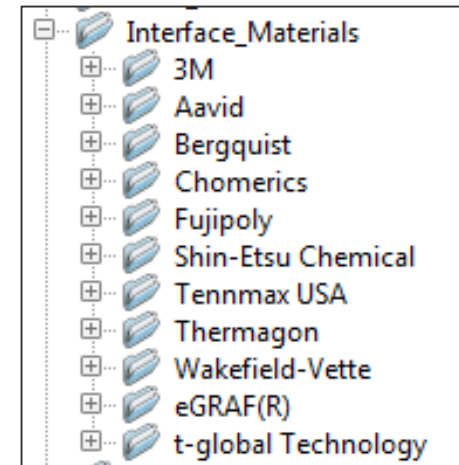 Interface_Materials
3M
Aavid
Bergquist
Chomerics
Fujipoly
Shin-Etsu Chemical
Tennmax USA
Thermagon
Wakefield-Vette
eGRAF(R)
t-global Technology